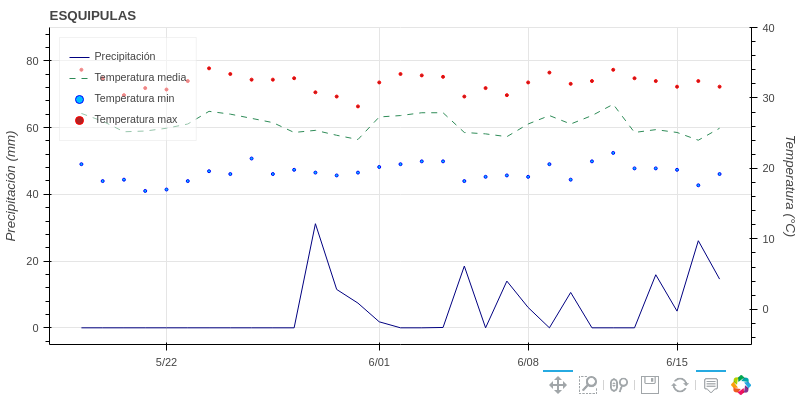 ESQUIPULAS
Precipitación
Temperatura media
Temperatura min
Temperatura max
Precipitación (mm)
80
60
40
20
0
Temperatura (°C)
40
30
20
10
0
5/22
6/01
6/08
6/15